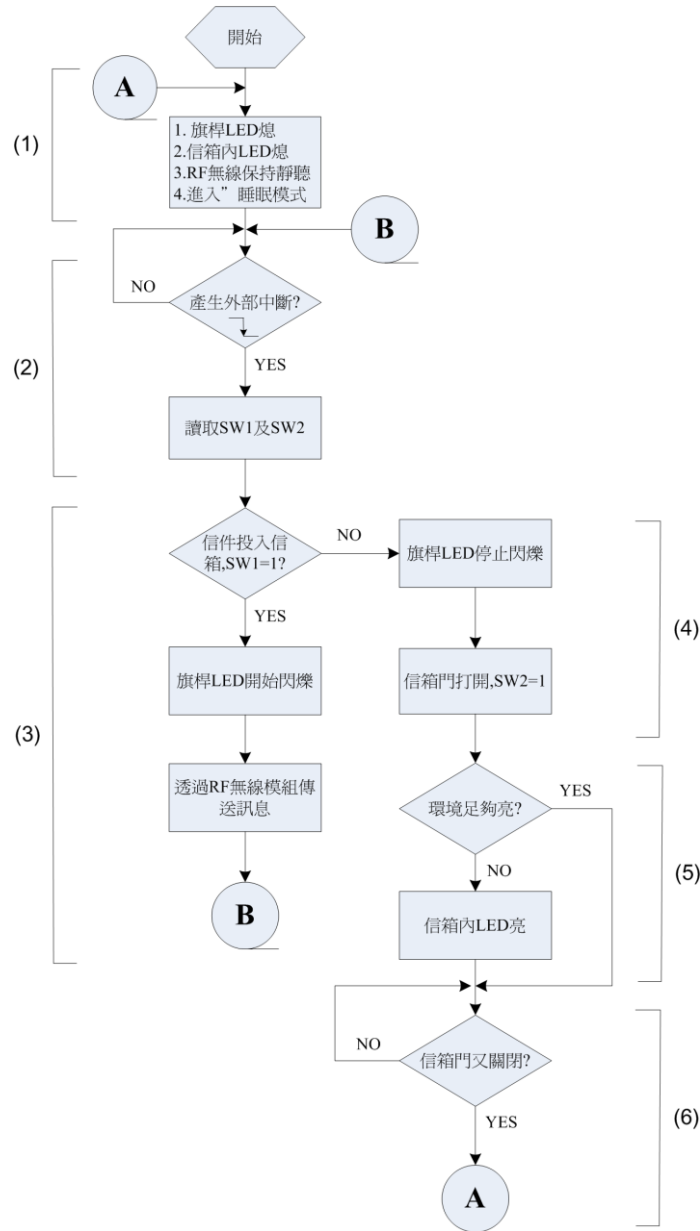 開始
A
(1)
1. 旗桿LED熄
2.信箱內LED熄
3.RF無線保持靜聽
4.進入”睡眠模式
B
NO
產生外部中斷?
(2)
YES
讀取SW1及SW2
信件投入信
箱,SW1=1?
NO
旗桿LED停止閃爍
YES
(4)
旗桿LED開始閃爍
信箱門打開,SW2=1
(3)
透過RF無線模組傳
送訊息
環境足夠亮?
YES
NO
(5)
B
信箱內LED亮
NO
信箱門又關閉?
(6)
YES
A